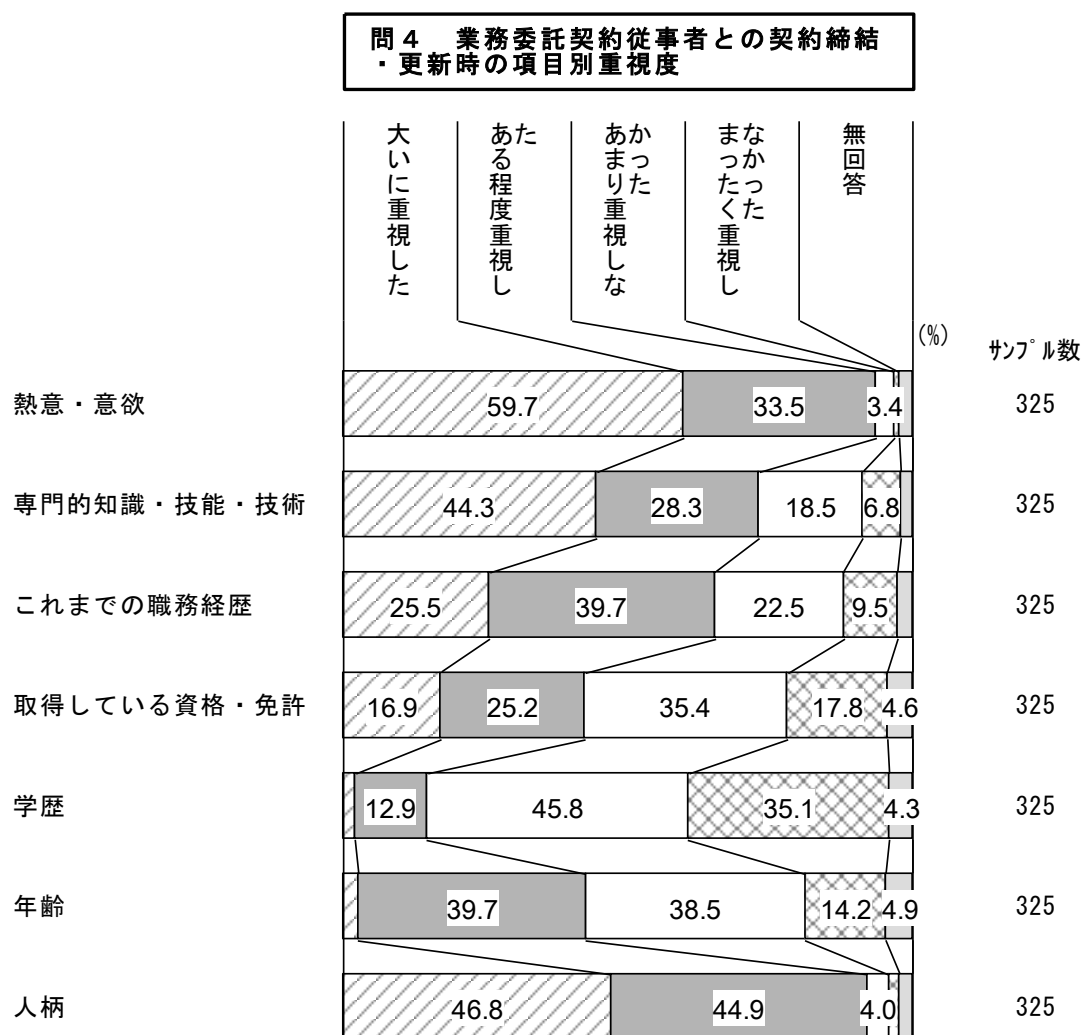 問４　業務委託契約従事者との契約締結
・更新時の項目別重視度
大いに重視した
ある程度重視し
た
あまり重視しな
かった
まったく重視し
なかった
無回答
(%)
ｻﾝﾌﾟﾙ数
熱意・意欲 59.7 33.5 3.4 325
専門的知識・技能・技術 44.3 28.3 18.5 6.8 325
これまでの職務経歴 25.5 39.7 22.5 9.5 325
取得している資格・免許 16.9 25.2 35.4 17.8 4.6 325
学歴 12.9 45.8 35.1 4.3 325
年齢 39.7 38.5 14.2 4.9 325
人柄 46.8 44.9 4.0 325